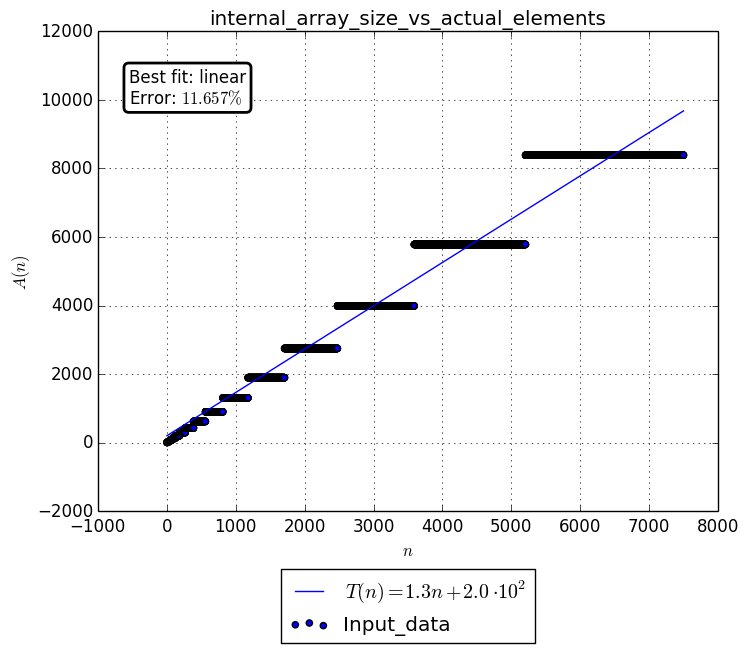 internal_array_size_vs_actual_elements
12000
10000
8000
6000
4000
2000
0
−2000
Best fit: linear
Error: 11.657%
A(n)
−1000 0 1000 2000 3000 4000 5000 6000 7000 8000
n
T(n)=1.3n+2.0·10²
Input_data